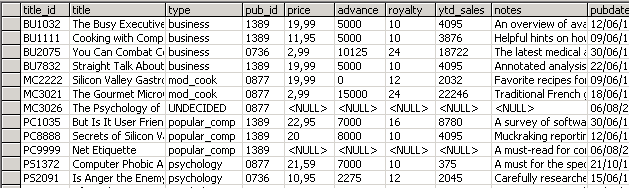 title_id title type pub_id price advance royalty ytd_sales notes pubdate
BU1032 The Busy Executive business 1389 19,99 5000 10 4095 An overview of ava 12/06/1
BU1111 Cooking with Comp business 1389 11,95 5000 10 3876 Helpful hints on how 09/06/1
BU2075 You Can Combat Co business 0736 2,99 10125 24 18722 The latest medical a 30/06/1
BU7832 Straight Talk About business 1389 19,99 5000 10 4095 Annotated analysis 22/06/1
MC2222 Silicon Valley Gastro mod_cook 0877 19,99 0 12 2032 Favorite recipes for 09/06/1
MC3021 The Gourmet Micro mod_cook 0877 2,99 15000 24 22246 Traditional French g 18/06/1
MC3026 The Psychology of UNDECIDED 0877 <NULL> <NULL> <NULL> <NULL> <NULL> 06/08/2
PC1035 But Is It User Frien popular_comp 1389 22,95 7000 16 8780 A survey of softwa 30/06/1
PC8888 Secrets of Silicon Va popular_comp 1389 20 8000 10 4095 Muckraking reportin 12/06/1
PC9999 Net Etiquette popular_comp 1389 <NULL> <NULL> <NULL> <NULL> A must-read for con 06/08/2
PS1372 Computer Phobic A psychology 0877 21,59 7000 10 375 A must for the spec 21/10/1
PS2091 Is Anger the Enem psychology 0736 10,95 2275 12 2045 Carefully researche 15/06/1